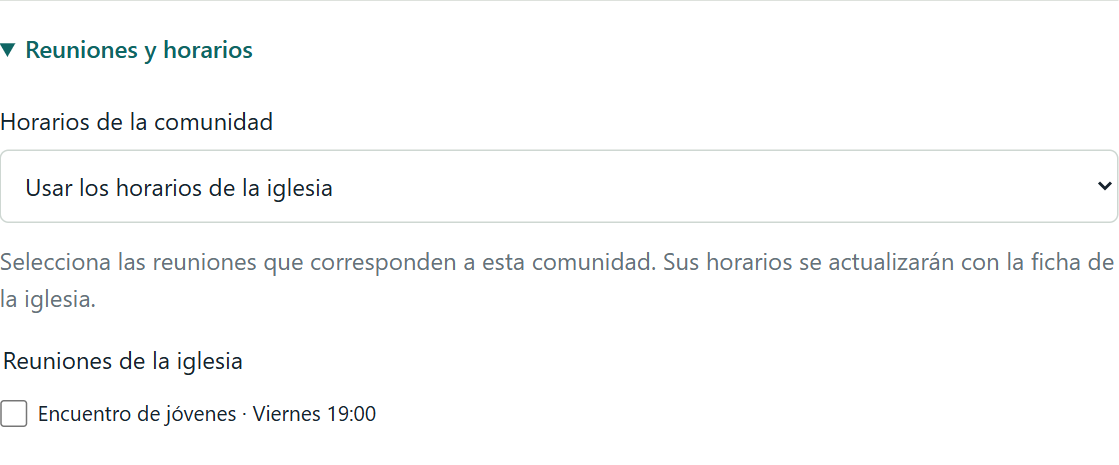 Reuniones y horarios
Horarios de la comunidad
Usar los horarios de la iglesia
Selecciona las reuniones que corresponden a esta comunidad. Sus horarios se actualizarán con la ficha de
la iglesia.
Reuniones de la iglesia
Encuentro de jóvenes · Viernes 19:00